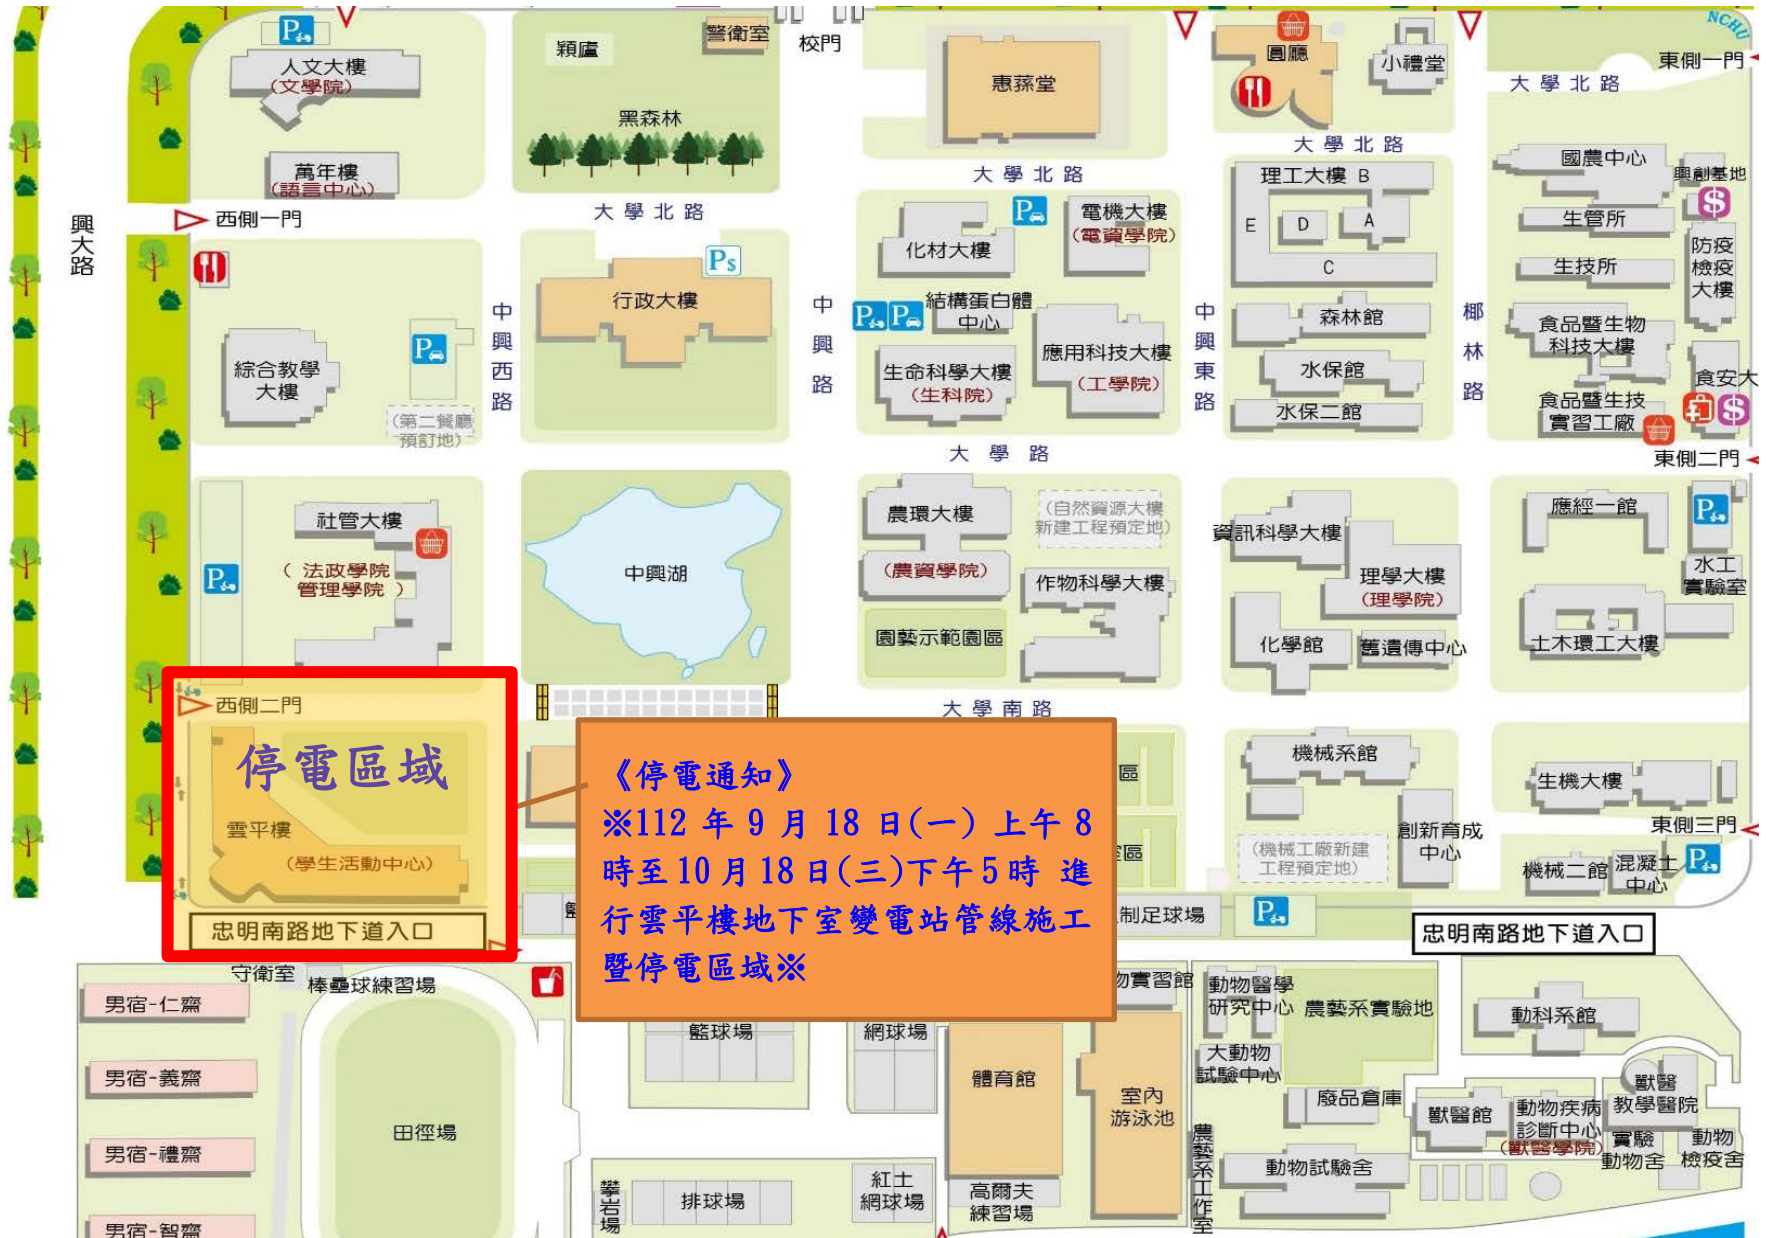 NCHU
人文大樓
(文學院)
穎廬
警衛室
校門
惠蓀堂
圓廳
小禮堂
東側一門
大學北路
黑森林
萬年樓
(語言中心)
大學北路
大學北路
大學北路
理工大樓 B
國農中心
興創基地
興大路
西側一門
化材大樓
電機大樓
(電資學院)
E
D
A
C
生管所
生技所
防疫
檢疫
大樓
行政大樓
中興西路
中興路
結構蛋白體
中心
中興東路
森林館
椰林路
食品暨生物
科技大樓
綜合教學
大樓
應用科技大樓
(工學院)
生命科學大樓
(生科院)
水保館
食安大
(第二餐廳
預訂地)
水保二館
食品暨生技
實習工廠
大學路
東側二門
社管大樓
(法政學院
管理學院)
中興湖
農環大樓
(農資學院)
(自然資源大樓
新建工程預定地)
資訊科學大樓
應經一館
理學大樓
(理學院)
作物科學大樓
水工
實驗室
園藝示範園區
化學館
舊遺傳中心
土木環工大樓
西側二門
大學南路
停電區域
雲平樓
(學生活動中心)
忠明南路地下道入口
《停電通知》
※112 年 9 月 18 日(一) 上午 8
時至 10 月 18 日(三)下午 5 時 進
行雲平樓地下室變電站管線施工
暨停電區域※
區
區
機械系館
生機大樓
創新育成
中心
東側三門
(機械工廠新建
工程預定地)
機械二館
混凝土
中心
制足球場
忠明南路地下道入口
守衛室
棒壘球練習場
男宿-仁齋
男宿-義齋
男宿-禮齋
男宿-智齋
田徑場
籃球場
網球場
物實習館
動物醫學
研究中心
農藝系實驗地
動科系館
大動物
試驗中心
體育館
室內
游泳池
廢品倉庫
獸醫館
動物疾病
診斷中心
(獸醫學院)
獸醫
教學醫院
實驗
動物舍
動物
檢疫舍
農藝系工作室
動物試驗舍
攀岩場
排球場
紅土
網球場
高爾夫
練習場